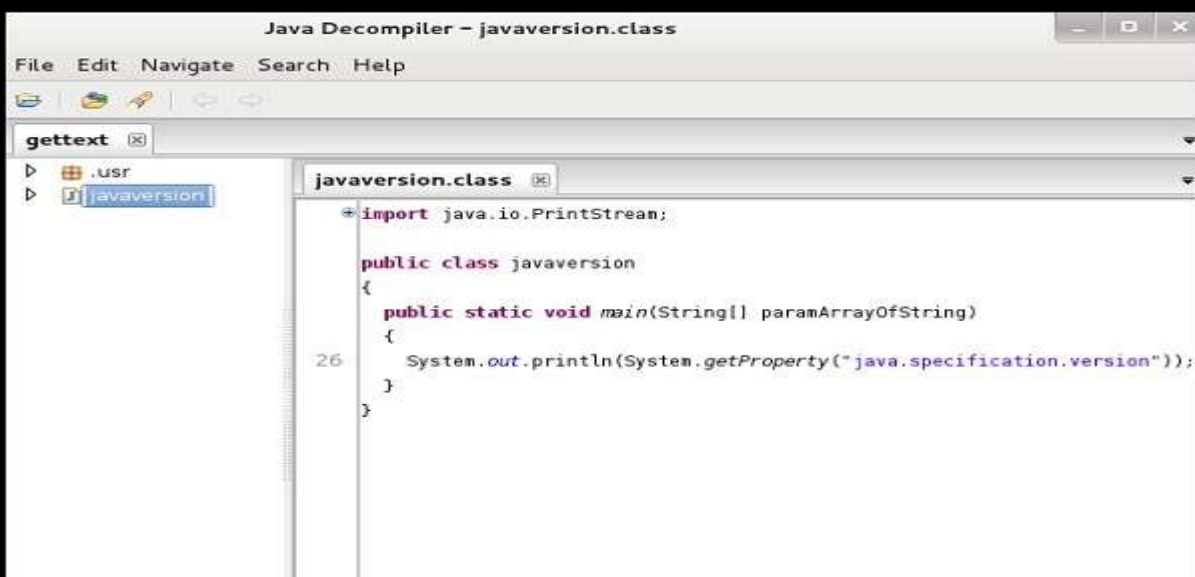 Java Decompiler - javaversion.class
File Edit Navigate Search Help
gettext
.usr
javaversion
javaversion.class
import java.io.PrintStream;
public class javaversion
{
public static void main(String[] paramArrayOfString)
{
26 System.out.println(System.getProperty("java.specification.version"));
}
}